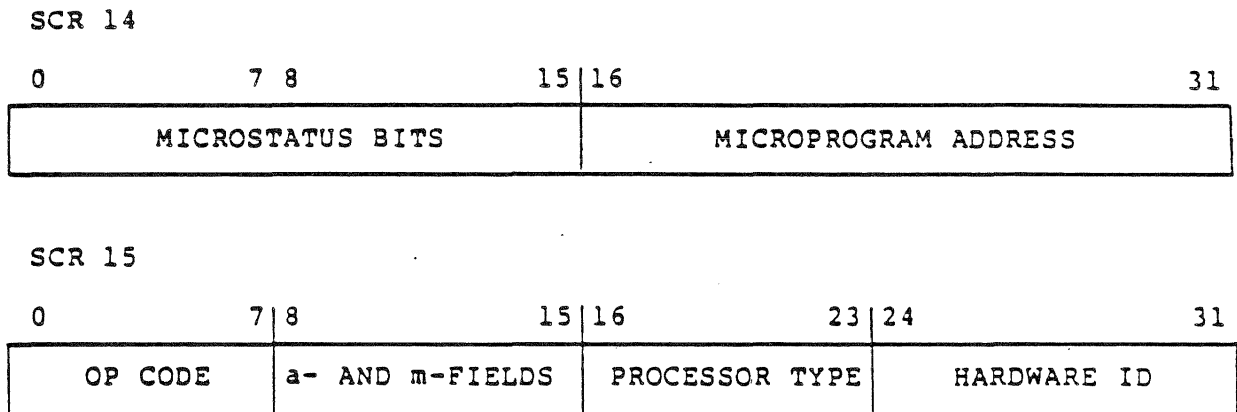 SCR 14
0 7 8 15|16 31
MICROSTATUS BITS MICROPROGRAM ADDRESS
SCR 15
0 7|8 15|16 23|24 31
OP CODE a- AND m-FIELDS PROCESSOR TYPE HARDWARE ID